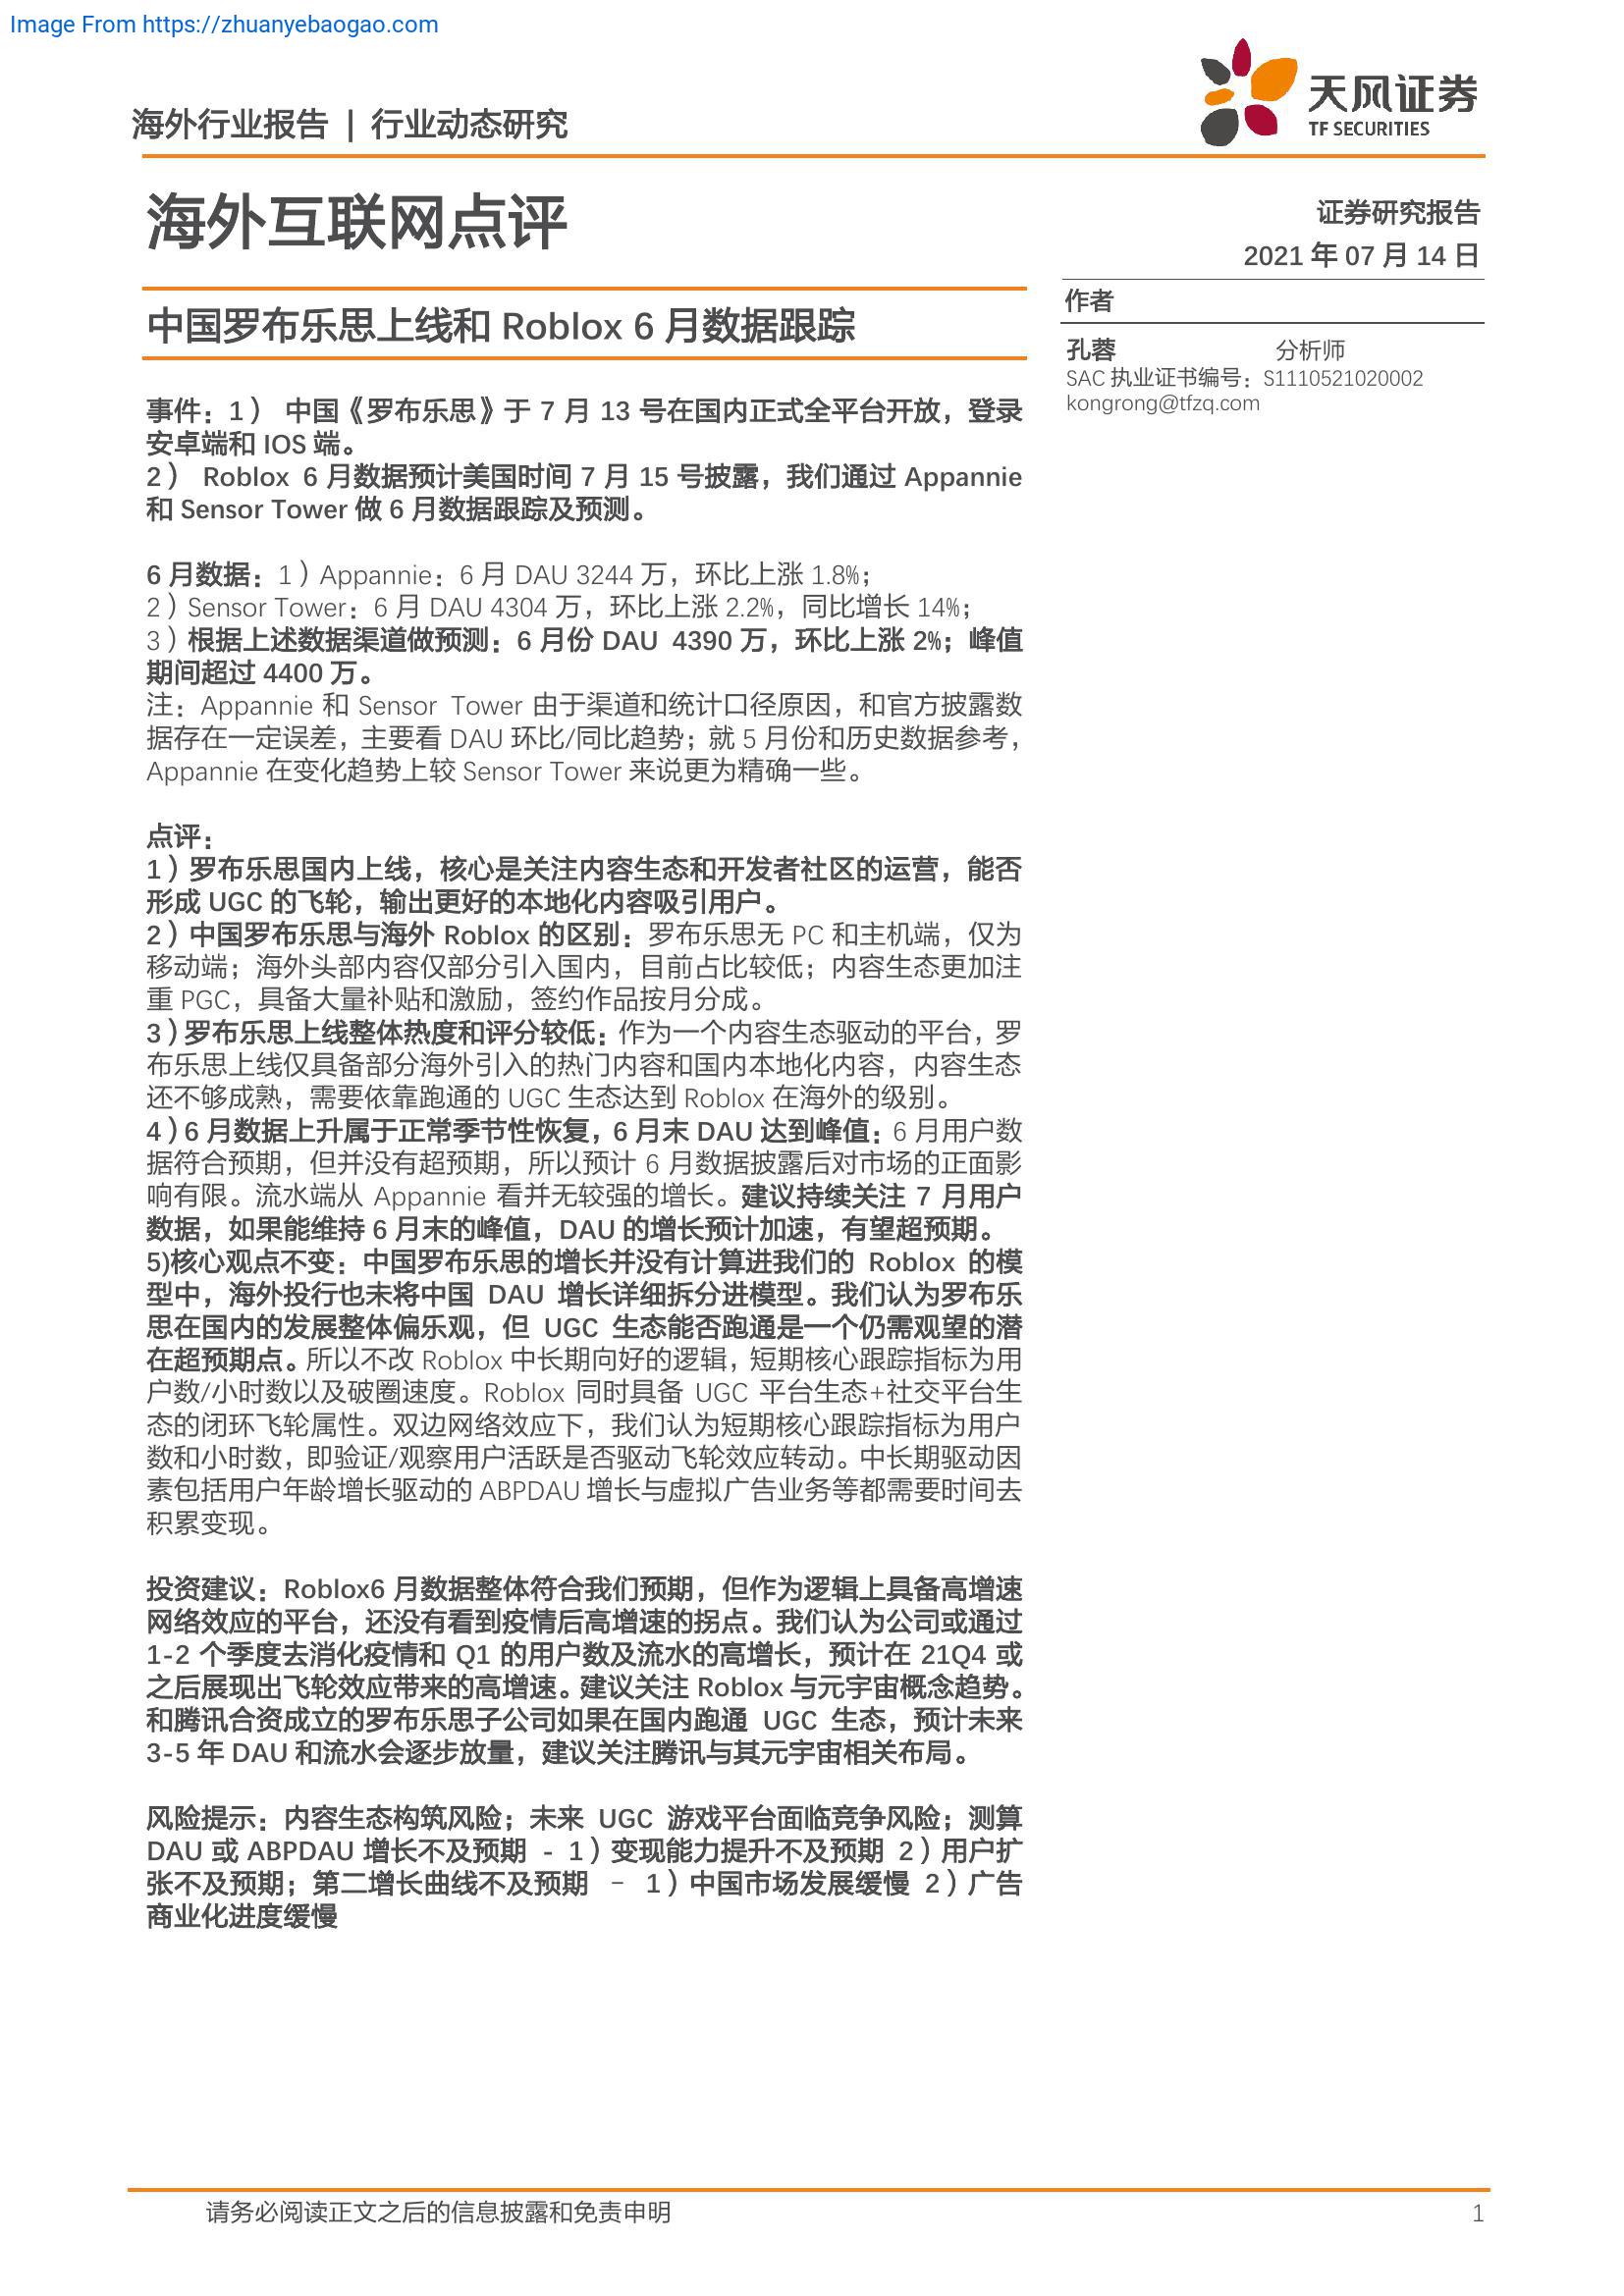 Image From https://zhuanyebaogao.com
海外行业报告 | 行业动态研究
天风证券
TF SECURITIES
海外互联网点评
证券研究报告
2021 年 07 月 14 日
中国罗布乐思上线和 Roblox 6 月数据跟踪
作者
孔蓉 分析师
SAC 执业证书编号：S1110521020002
kongrong@tfzq.com
事件：1） 中国《罗布乐思》于 7 月 13 号在国内正式全平台开放，登录
安卓端和 IOS 端。
2） Roblox 6 月数据预计美国时间 7 月 15 号披露，我们通过 Appannie
和 Sensor Tower 做 6 月数据跟踪及预测。
6 月数据：1）Appannie：6 月 DAU 3244 万，环比上涨 1.8%；
2）Sensor Tower：6 月 DAU 4304 万，环比上涨 2.2%，同比增长 14%；
3）根据上述数据渠道做预测：6 月份 DAU 4390 万，环比上涨 2%；峰值
期间超过 4400 万。
注：Appannie 和 Sensor Tower 由于渠道和统计口径原因，和官方披露数
据存在一定误差，主要看 DAU 环比/同比趋势；就 5 月份和历史数据参考，
Appannie 在变化趋势上较 Sensor Tower 来说更为精确一些。
点评：
1）罗布乐思国内上线，核心是关注内容生态和开发者社区的运营，能否
形成 UGC 的飞轮，输出更好的本地化内容吸引用户。
2）中国罗布乐思与海外 Roblox 的区别：罗布乐思无 PC 和主机端，仅为
移动端；海外头部内容仅部分引入国内，目前占比较低；内容生态更加注
重 PGC，具备大量补贴和激励，签约作品按月分成。
3）罗布乐思上线整体热度和评分较低：作为一个内容生态驱动的平台，罗
布乐思上线仅具备部分海外引入的热门内容和国内本地化内容，内容生态
还不够成熟，需要依靠跑通的 UGC 生态达到 Roblox 在海外的级别。
4）6 月数据上升属于正常季节性恢复，6 月末 DAU 达到峰值：6 月用户数
据符合预期，但并没有超预期，所以预计 6 月数据披露后对市场的正面影
响有限。流水端从 Appannie 看并无较强的增长。建议持续关注 7 月用户
数据，如果能维持 6 月末的峰值，DAU 的增长预计加速，有望超预期。
5)核心观点不变：中国罗布乐思的增长并没有计算进我们的 Roblox 的模
型中，海外投行也未将中国 DAU 增长详细拆分进模型。我们认为罗布乐
思在国内的发展整体偏乐观，但 UGC 生态能否跑通是一个仍需观望的潜
在超预期点。所以不改 Roblox 中长期向好的逻辑，短期核心跟踪指标为用
户数/小时数以及破圈速度。Roblox 同时具备 UGC 平台生态+社交平台生
态的闭环飞轮属性。双边网络效应下，我们认为短期核心跟踪指标为用户
数和小时数，即验证/观察用户活跃是否驱动飞轮效应转动。中长期驱动因
素包括用户年龄增长驱动的 ABPDAU 增长与虚拟广告业务等都需要时间去
积累变现。
投资建议：Roblox6 月数据整体符合我们预期，但作为逻辑上具备高增速
网络效应的平台，还没有看到疫情后高增速的拐点。我们认为公司或通过
1-2 个季度去消化疫情和 Q1 的用户数及流水的高增长，预计在 21Q4 或
之后展现出飞轮效应带来的高增速。建议关注 Roblox 与元宇宙概念趋势。
和腾讯合资成立的罗布乐思子公司如果在国内跑通 UGC 生态，预计未来
3-5 年 DAU 和流水会逐步放量，建议关注腾讯与其元宇宙相关布局。
风险提示：内容生态构筑风险；未来 UGC 游戏平台面临竞争风险；测算
DAU 或 ABPDAU 增长不及预期 - 1）变现能力提升不及预期 2）用户扩
张不及预期；第二增长曲线不及预期 – 1）中国市场发展缓慢 2）广告
商业化进度缓慢
请务必阅读正文之后的信息披露和免责申明 1